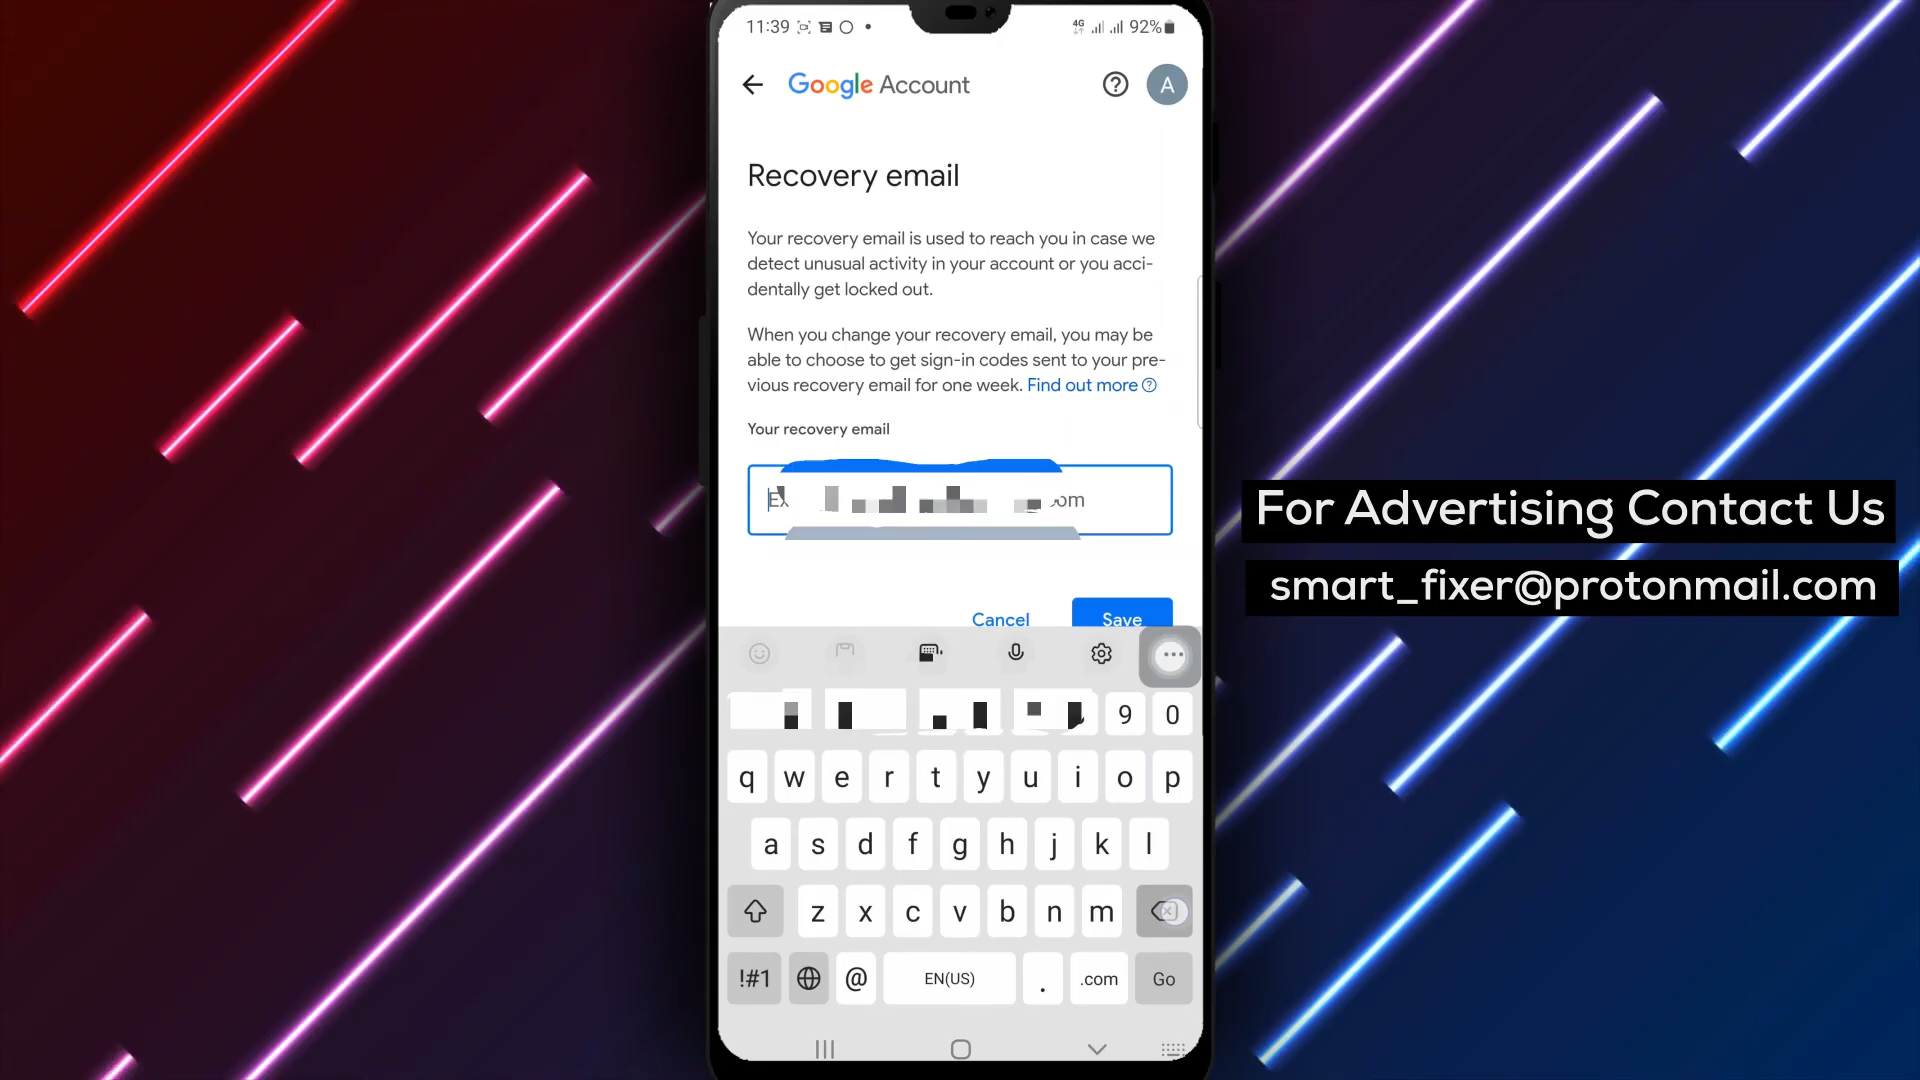 11:39
4G 92%
Google Account
A
Recovery email
Your recovery email is used to reach you in case we
detect unusual activity in your account or you acci-
dentally get locked out.
When you change your recovery email, you may be
able to choose to get sign-in codes sent to your pre-
vious recovery email for one week. Find out more
Your recovery email
Cancel Save
9 0
q w e r t y u i o p
a s d f g h j k l
z x c v b n m
!#1 @ EN(US) . .com Go
For Advertising Contact Us
smart_fixer@protonmail.com